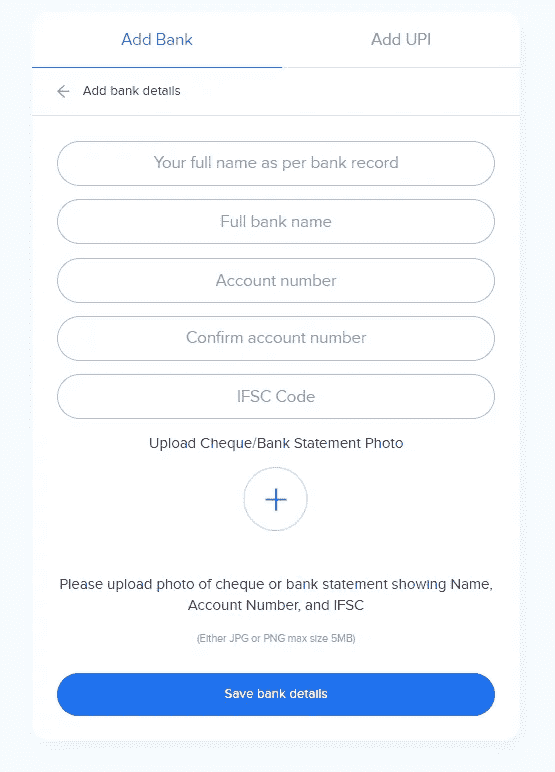 Add Bank
Add UPI
Add bank details
Your full name as per bank record
Full bank name
Account number
Confirm account number
IFSC Code
Upload Cheque/Bank Statement Photo
Please upload photo of cheque or bank statement showing Name,
Account Number, and IFSC
(Either JPG or PNG max size 5MB)
Save bank details